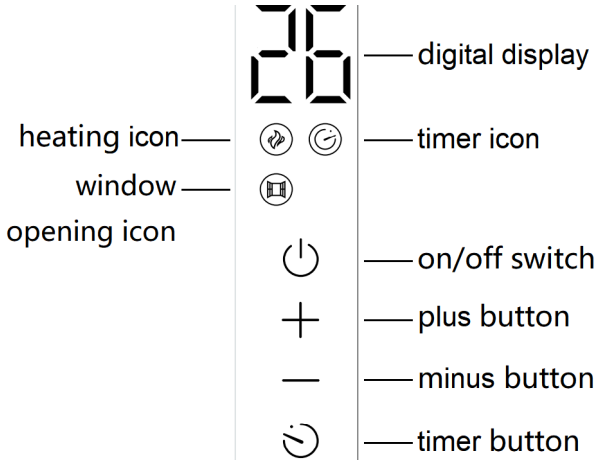 26
digital display
heating icon
timer icon
window
opening icon
on/off switch
plus button
minus button
timer button